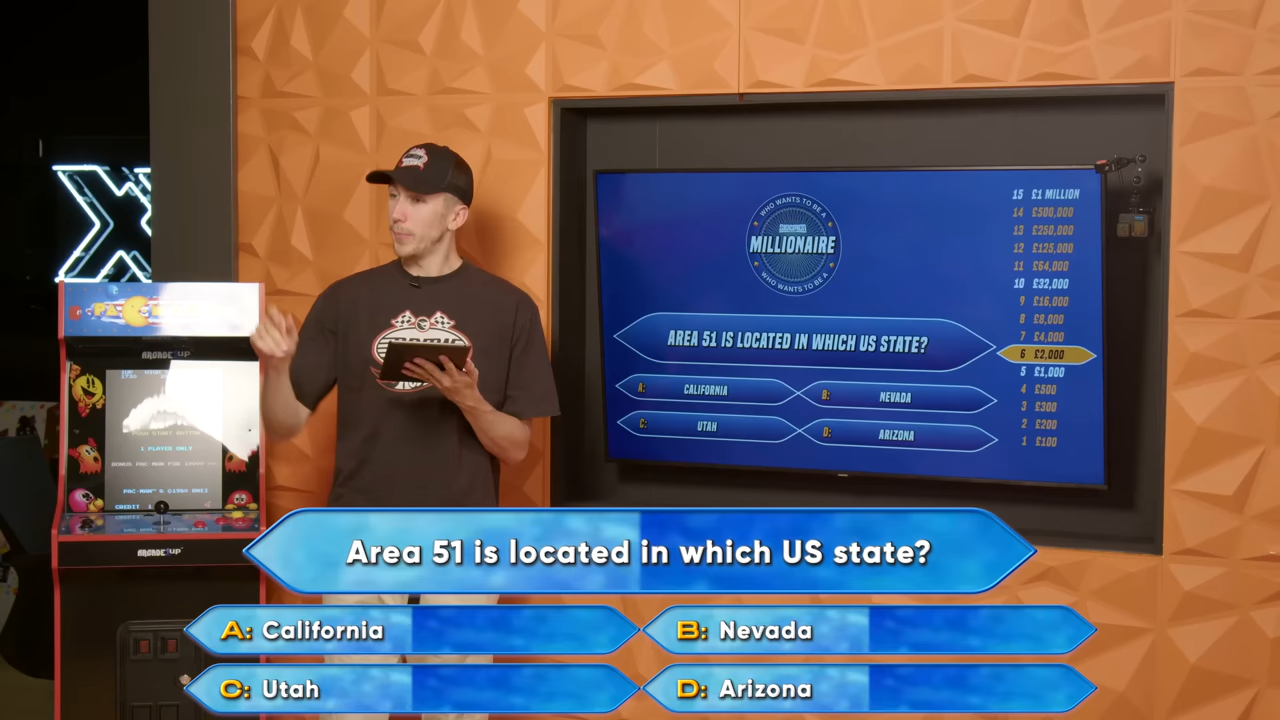 WHO WANTS TO BE A
MILLIONAIRE
WHO WANTS TO BE A
AREA 51 IS LOCATED IN WHICH US STATE?
A: CALIFORNIA
B: NEVADA
C: UTAH
D: ARIZONA
15 £1 MILLION
14 £500,000
13 £250,000
12 £125,000
11 £64,000
10 £32,000
9 £16,000
8 £8,000
7 £4,000
6 £2,000
5 £1,000
4 £500
3 £300
2 £200
1 £100
ARCADE1UP
1 PLAYER ONLY
CREDIT
ARCADE1UP
Area 51 is located in which US state?
A: California
B: Nevada
C: Utah
D: Arizona